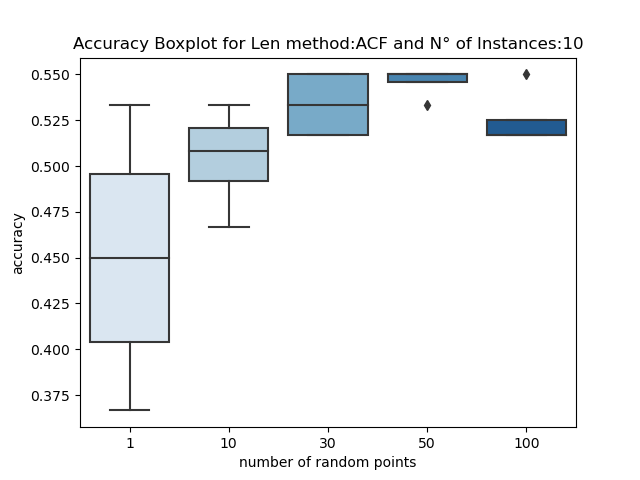 Accuracy Boxplot for Len method:ACF and N° of Instances:10
0.550
0.525
0.500
0.475
0.450
0.425
0.400
0.375
accuracy
1 10 30 50 100
number of random points